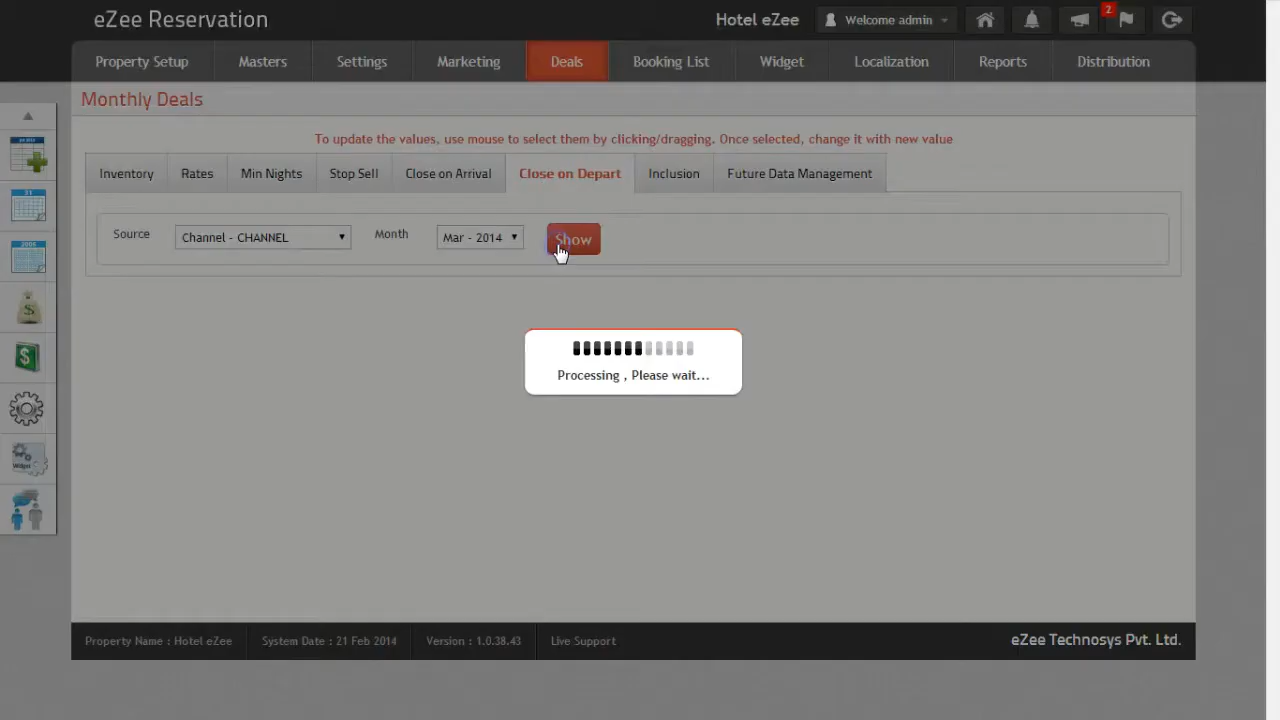 eZee Reservation
Hotel eZee
Welcome admin
2
Property Setup
Masters
Settings
Marketing
Deals
Booking List
Widget
Localization
Reports
Distribution
Monthly Deals
To update the values, use mouse to select them by clicking/dragging. Once selected, change it with new value
Inventory
Rates
Min Nights
Stop Sell
Close on Arrival
Close on Depart
Inclusion
Future Data Management
Source
Channel - CHANNEL
Month
Mar - 2014
Show
Processing , Please wait...
31
Widget
Property Name : Hotel eZee
System Date : 21 Feb 2014
Version : 1.0.38.43
Live Support
eZee Technosys Pvt. Ltd.